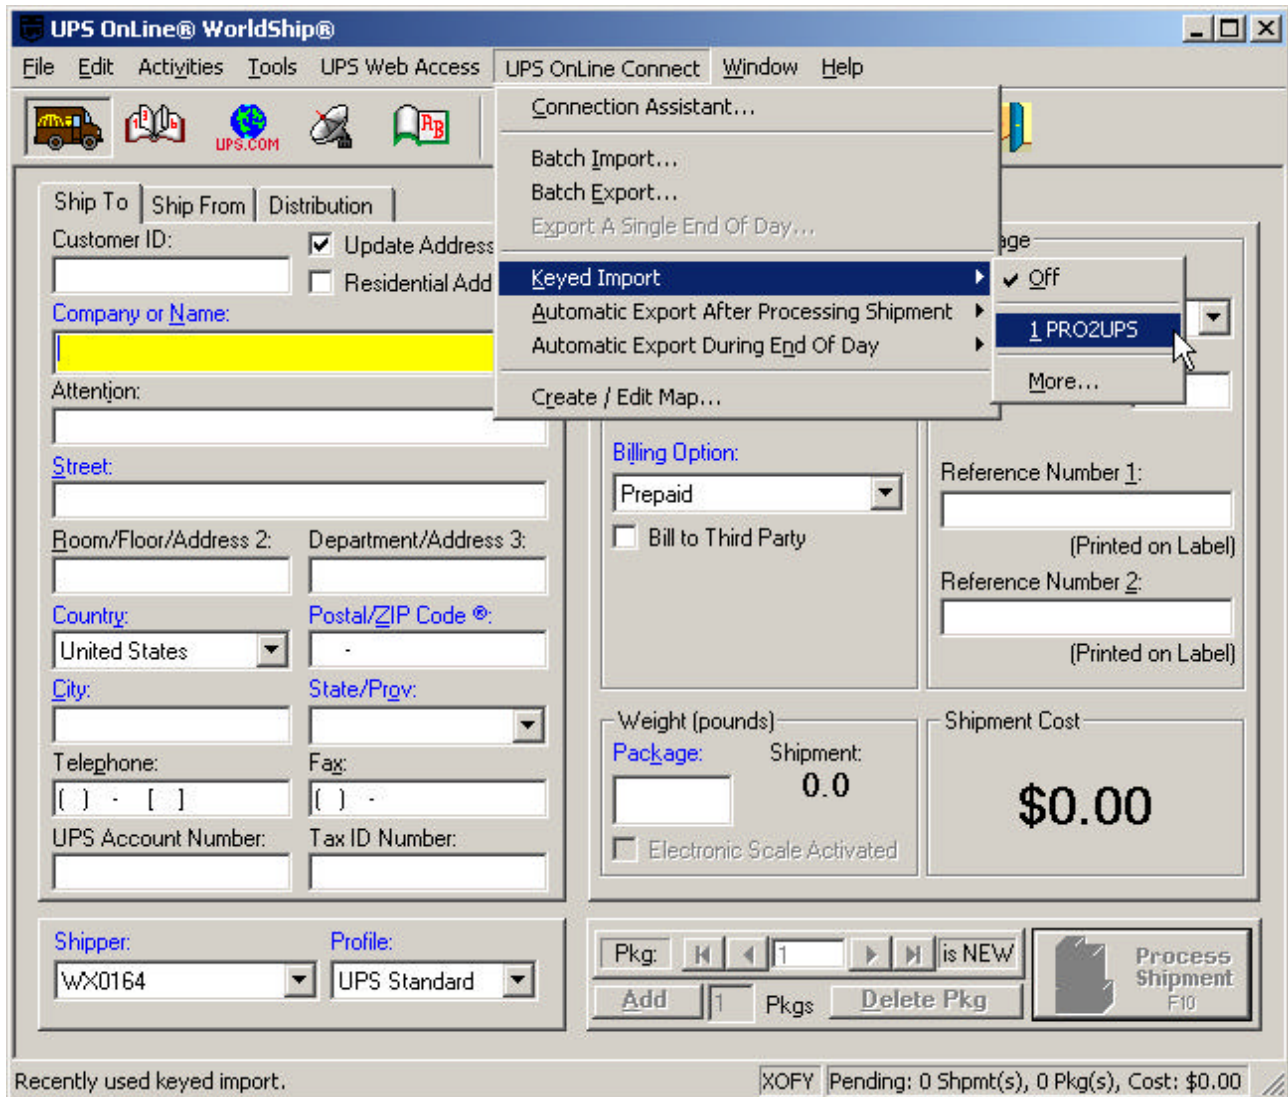 UPS OnLine® WorldShip®
File Edit Activities Tools UPS Web Access UPS OnLine Connect Window Help
UPS.COM
Connection Assistant...
Batch Import...
Batch Export...
Export A Single End Of Day...
Keyed Import
Automatic Export After Processing Shipment
Automatic Export During End Of Day
Create / Edit Map...
Off
1 PRO2UPS
More...
Ship To Ship From Distribution
Customer ID:
Update Address
Residential Add
Company or Name:
Attention:
Street:
Room/Floor/Address 2: Department/Address 3:
Country: Postal/ZIP Code ®:
United States -
City: State/Prov:
Telephone: Fax:
( ) - [ ] ( ) -
UPS Account Number: Tax ID Number:
Billing Option:
Prepaid
Bill to Third Party
Reference Number 1:
(Printed on Label)
Reference Number 2:
(Printed on Label)
Weight (pounds)
Package: Shipment:
0.0
Electronic Scale Activated
Shipment Cost
$0.00
Shipper: Profile:
WX0164 UPS Standard
Pkg: 1 is NEW
Add 1 Pkgs Delete Pkg
Process
Shipment
F10
Recently used keyed import. XOFY Pending: 0 Shpmt(s), 0 Pkg(s), Cost: $0.00